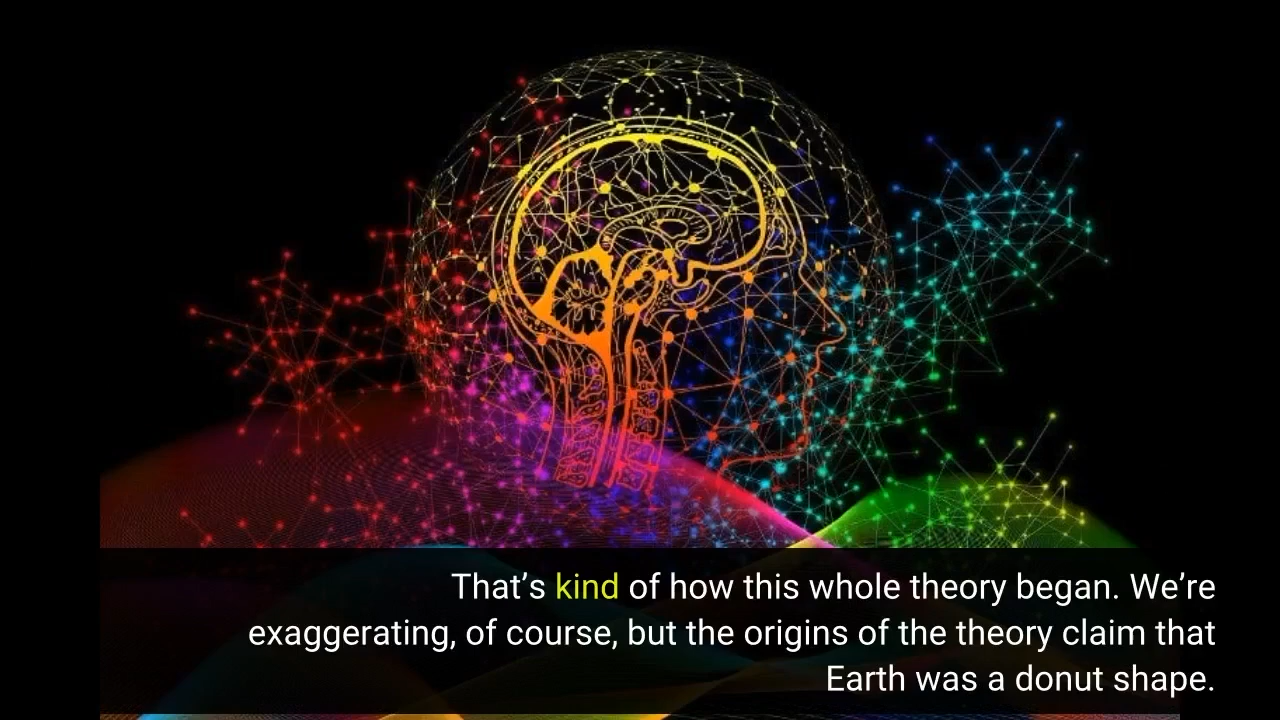 That’s kind of how this whole theory began. We’re
exaggerating, of course, but the origins of the theory claim that
Earth was a donut shape.